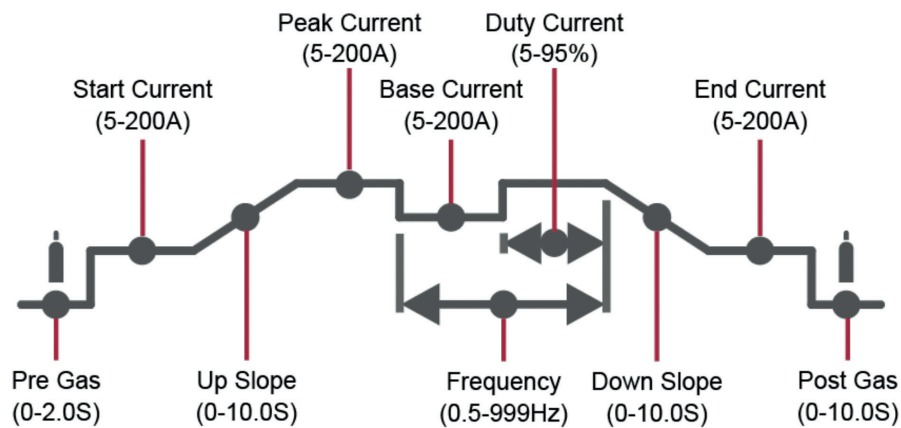 Peak Current
(5-200A)
Duty Current
(5-95%)
Start Current
(5-200A)
Base Current
(5-200A)
End Current
(5-200A)
Pre Gas
(0-2.0S)
Up Slope
(0-10.0S)
Frequency
(0.5-999Hz)
Down Slope
(0-10.0S)
Post Gas
(0-10.0S)